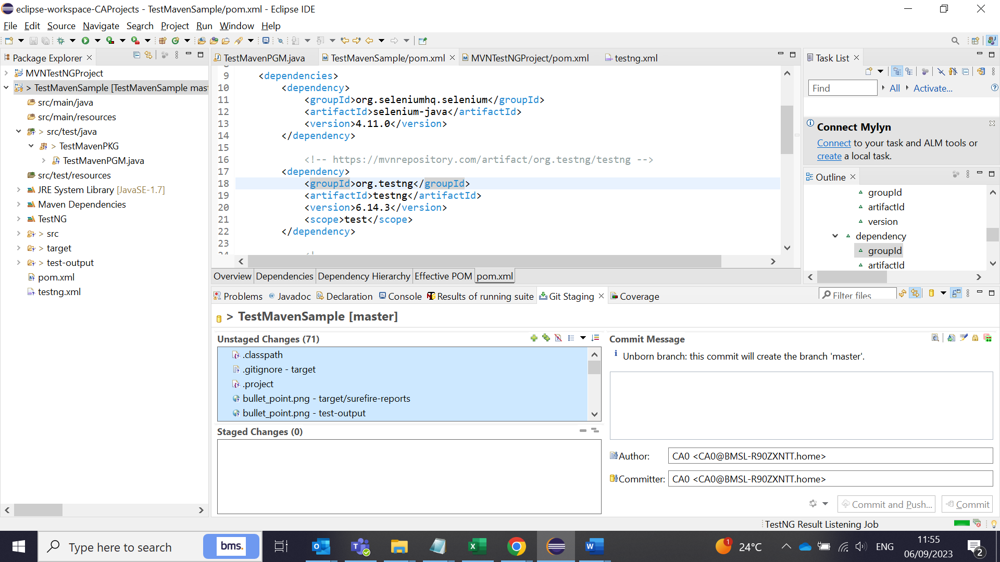 eclipse-workspace-CAProjects - TestMavenSample/pom.xml - Eclipse IDE
File Edit Source Navigate Search Project Run Window Help
Package Explorer
MVNTestNGProject
> TestMavenSample [TestMavenSample mas
src/main/java
src/main/resources
> src/test/java
> TestMavenPKG
> TestMavenPGM.java
src/test/resources
JRE System Library [JavaSE-1.7]
Maven Dependencies
TestNG
> src
> target
> test-output
pom.xml
testng.xml
TestMavenPGM.java TestMavenSample/pom.xml MVNTestNGProject/pom.xml testng.xml
9 <dependencies>
10 <dependency>
11 <groupId>org.seleniumhq.selenium</groupId>
12 <artifactId>selenium-java</artifactId>
13 <version>4.11.0</version>
14 </dependency>
15
16 <!-- https://mvnrepository.com/artifact/org.testng/testng -->
17 <dependency>
18 <groupId>org.testng</groupId>
19 <artifactId>testng</artifactId>
20 <version>6.14.3</version>
21 <scope>test</scope>
22 </dependency>
23
Overview Dependencies Dependency Hierarchy Effective POM pom.xml
Task List
Find All Activate...
Connect Mylyn
Connect to your task and ALM tools or
create a local task.
Outline
groupId
artifactId
version
dependency
groupId
artifactId
Problems @ Javadoc Declaration Console Results of running suite Git Staging Coverage
Filter files
> TestMavenSample [master]
Unstaged Changes (71)
.classpath
.gitignore - target
.project
bullet_point.png - target/surefire-reports
bullet_point.png - test-output
Staged Changes (0)
Commit Message
Unborn branch: this commit will create the branch 'master'.
Author: CA0 <CA0@BMSL-R90ZXNTT.home>
Committer: CA0 <CA0@BMSL-R90ZXNTT.home>
Commit and Push... Commit
TestNG Result Listening Job
Type here to search
bms.
1
24°C
ENG
11:55
06/09/2023
2